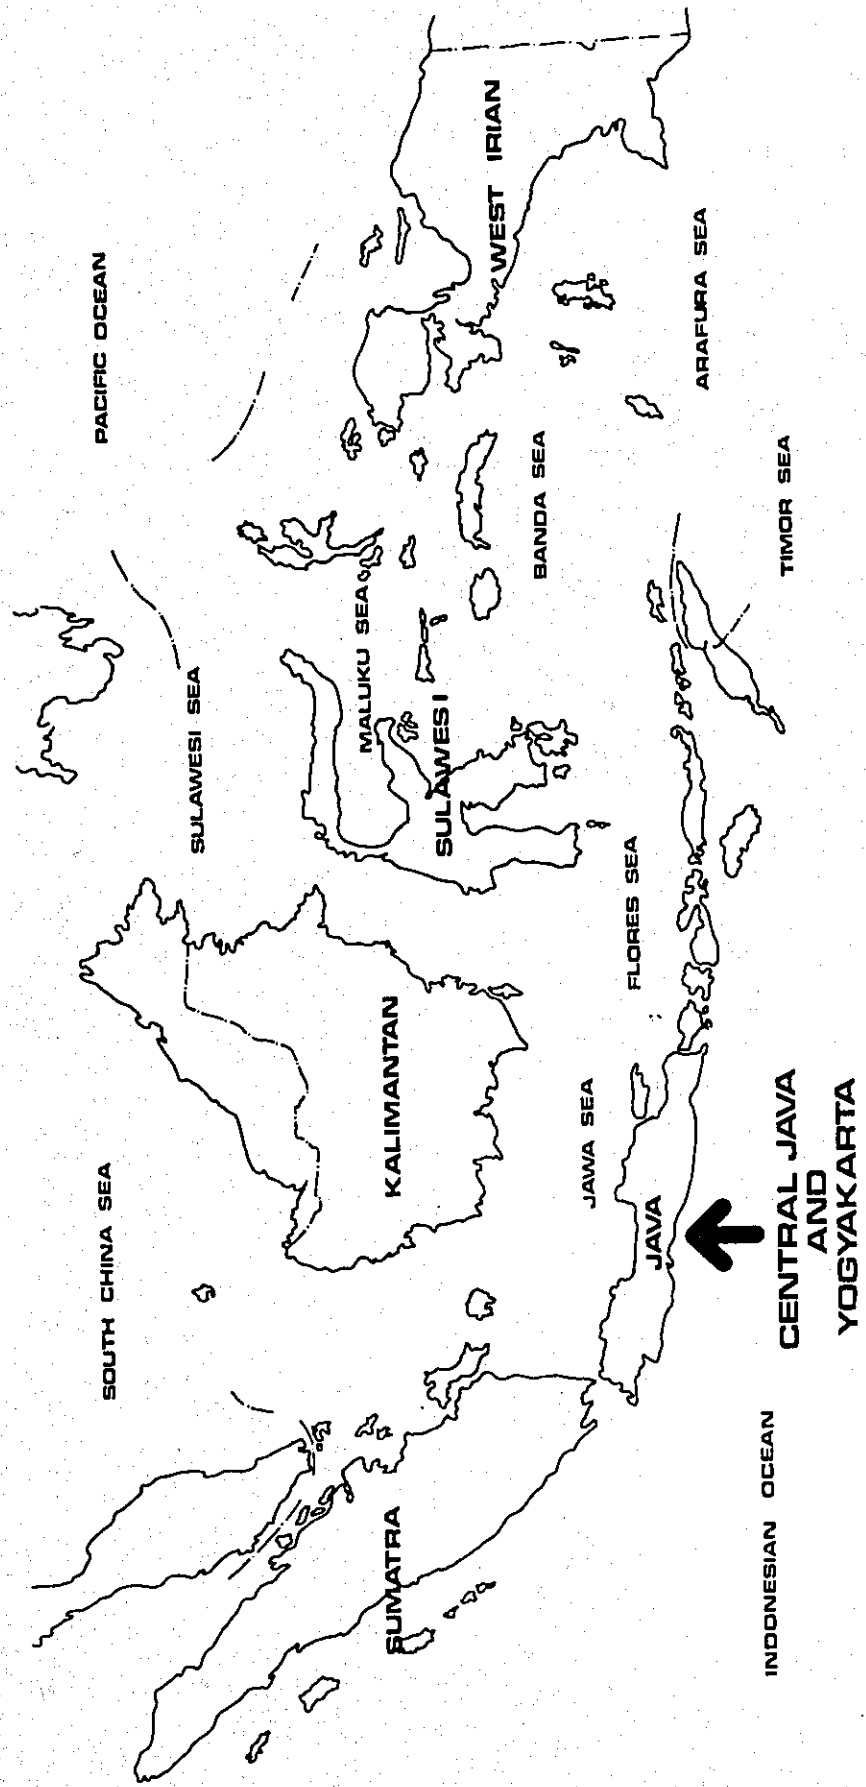 PACIFIC OCEAN
SOUTH CHINA SEA
SULAWESI SEA
MALUKU SEA
WEST IRIAN
KALIMANTAN
SULAWESI
SUMATRA
BANDA SEA
JAWA SEA
FLORES SEA
JAVA
ARAFURA SEA
TIMOR SEA
INDONESIAN OCEAN
CENTRAL JAVA
AND
YOGYAKARTA